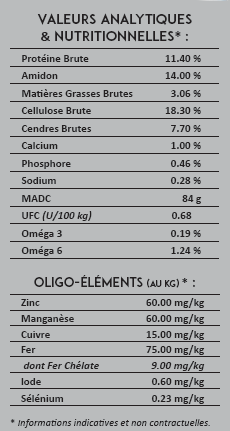 VALEURS ANALYTIQUES
& NUTRITIONNELLES* :
Protéine Brute 11.40 %
Amidon 14.00 %
Matières Grasses Brutes 3.06 %
Cellulose Brute 18.30 %
Cendres Brutes 7.70 %
Calcium 1.00 %
Phosphore 0.46 %
Sodium 0.28 %
MADC 84 g
UFC (U/100 kg) 0.68
Oméga 3 0.19 %
Oméga 6 1.24 %
OLIGO-ÉLÉMENTS (AU KG) * :
Zinc 60.00 mg/kg
Manganèse 60.00 mg/kg
Cuivre 15.00 mg/kg
Fer 75.00 mg/kg
dont Fer Chélate 9.00 mg/kg
Iode 0.60 mg/kg
Sélénium 0.23 mg/kg
* Informations indicatives et non contractuelles.